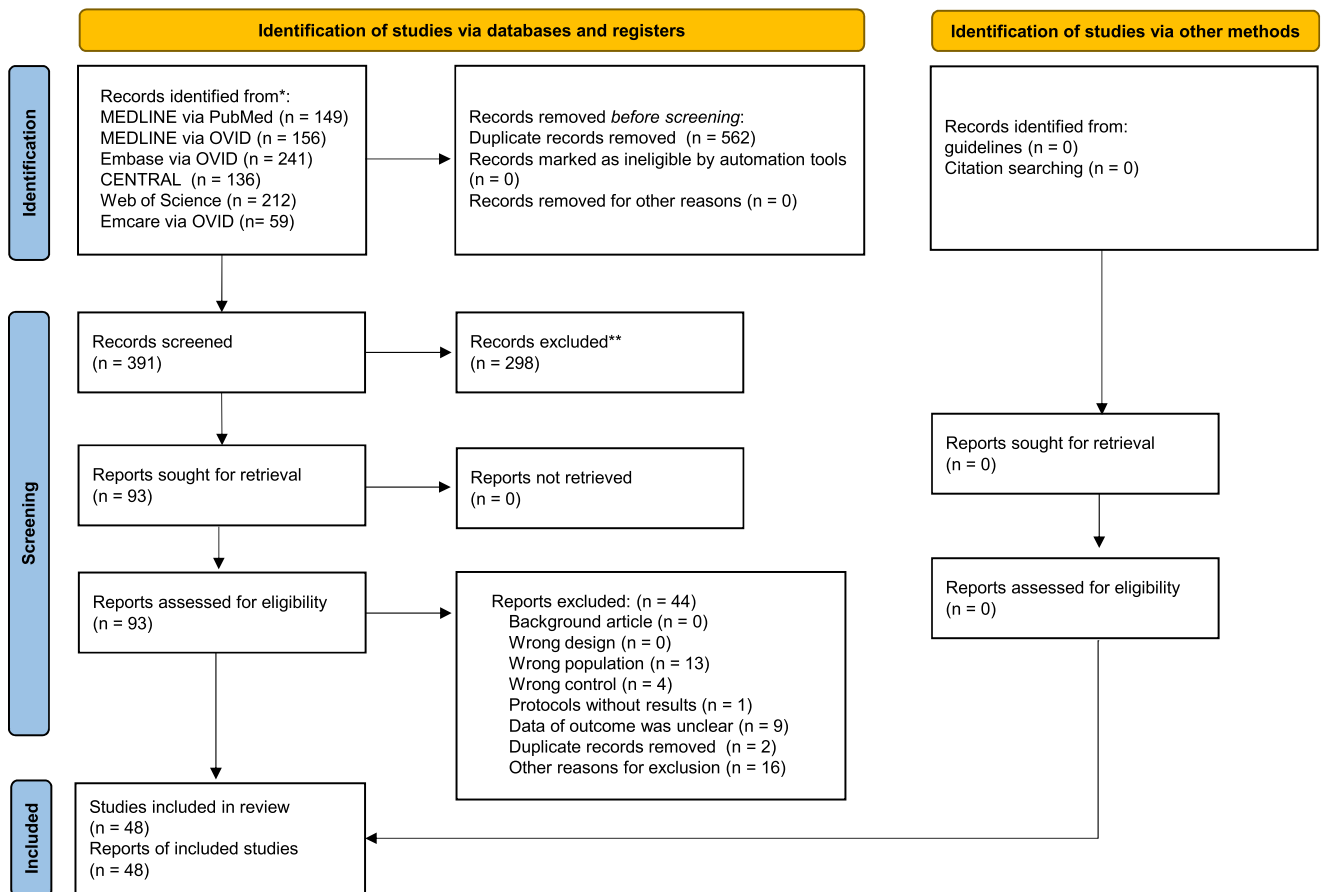 Identification of studies via databases and registers
Identification of studies via other methods
Identification
Records identified from*:
MEDLINE via PubMed (n = 149)
MEDLINE via OVID (n = 156)
Embase via OVID (n = 241)
CENTRAL (n = 136)
Web of Science (n = 212)
Emcare via OVID (n= 59)
Records removed before screening:
Duplicate records removed (n = 562)
Records marked as ineligible by automation tools
(n = 0)
Records removed for other reasons (n = 0)
Records identified from:
guidelines (n = 0)
Citation searching (n = 0)
Screening
Records screened
(n = 391)
Records excluded**
(n = 298)
Reports sought for retrieval
(n = 93)
Reports not retrieved
(n = 0)
Reports sought for retrieval
(n = 0)
Reports assessed for eligibility
(n = 93)
Reports excluded: (n = 44)
Background article (n = 0)
Wrong design (n = 0)
Wrong population (n = 13)
Wrong control (n = 4)
Protocols without results (n = 1)
Data of outcome was unclear (n = 9)
Duplicate records removed (n = 2)
Other reasons for exclusion (n = 16)
Reports assessed for eligibility
(n = 0)
Included
Studies included in review
(n = 48)
Reports of included studies
(n = 48)